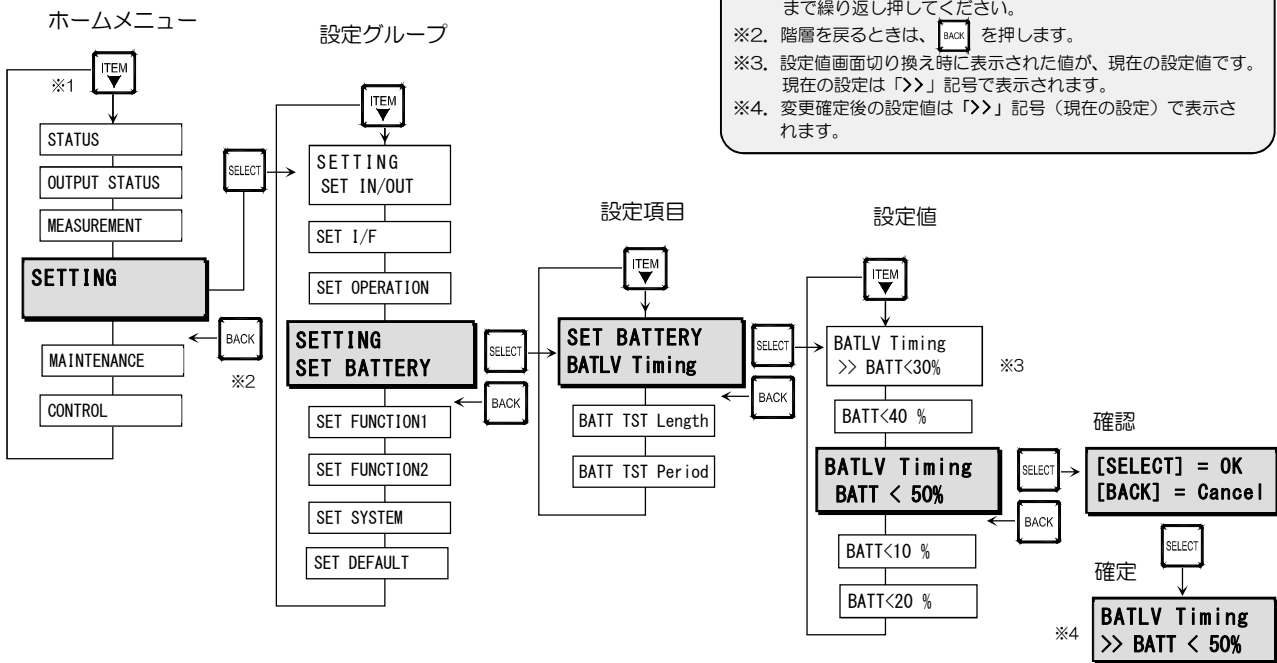 まで繰り返し押してください。
※2. 階層を戻るときは、 BACK を押します。
※3. 設定値画面切り換え時に表示された値が、現在の設定値です。
現在の設定は「>>」記号で表示されます。
※4. 変更確定後の設定値は「>>」記号（現在の設定）で表示さ
れます。
ホームメニュー
ITEM
※1
STATUS
OUTPUT STATUS
MEASUREMENT
SETTING
MAINTENANCE
CONTROL
SELECT
BACK
※2
設定グループ
ITEM
SETTING
SET IN/OUT
SET I/F
SET OPERATION
SETTING
SET BATTERY
SET FUNCTION1
SET FUNCTION2
SET SYSTEM
SET DEFAULT
SELECT
BACK
設定項目
ITEM
SET BATTERY
BATLV Timing
BATT TST Length
BATT TST Period
SELECT
BACK
設定値
ITEM
BATLV Timing
>> BATT<30%
※3
BATT<40 %
BATLV Timing
BATT < 50%
BATT<10 %
BATT<20 %
SELECT
BACK
確認
[SELECT] = OK
[BACK] = Cancel
SELECT
確定
※4
BATLV Timing
>> BATT < 50%